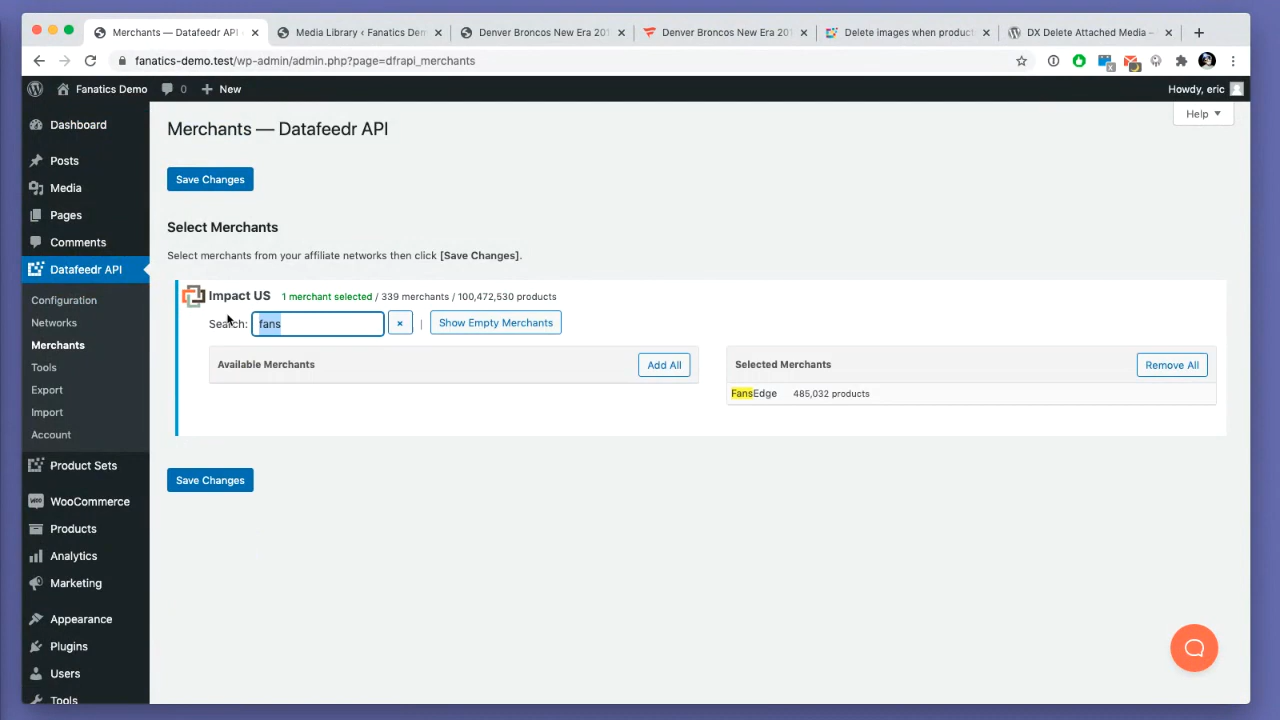 Merchants — Datafeedr API
Media Library ‹ Fanatics Dem
Denver Broncos New Era 201
Denver Broncos New Era 201
Delete images when product
DX Delete Attached Media –
fanatics-demo.test/wp-admin/admin.php?page=dfrapi_merchants
Fanatics Demo
0
New
Howdy, eric
Help
Dashboard
Posts
Media
Pages
Comments
Datafeedr API
Configuration
Networks
Merchants
Tools
Export
Import
Account
Product Sets
WooCommerce
Products
Analytics
Marketing
Appearance
Plugins
Users
Tools
Merchants — Datafeedr API
Save Changes
Select Merchants
Select merchants from your affiliate networks then click [Save Changes].
Impact US 1 merchant selected / 339 merchants / 100,472,530 products
Search: fans × | Show Empty Merchants
Available Merchants Add All
Selected Merchants Remove All
FansEdge 485,032 products
Save Changes